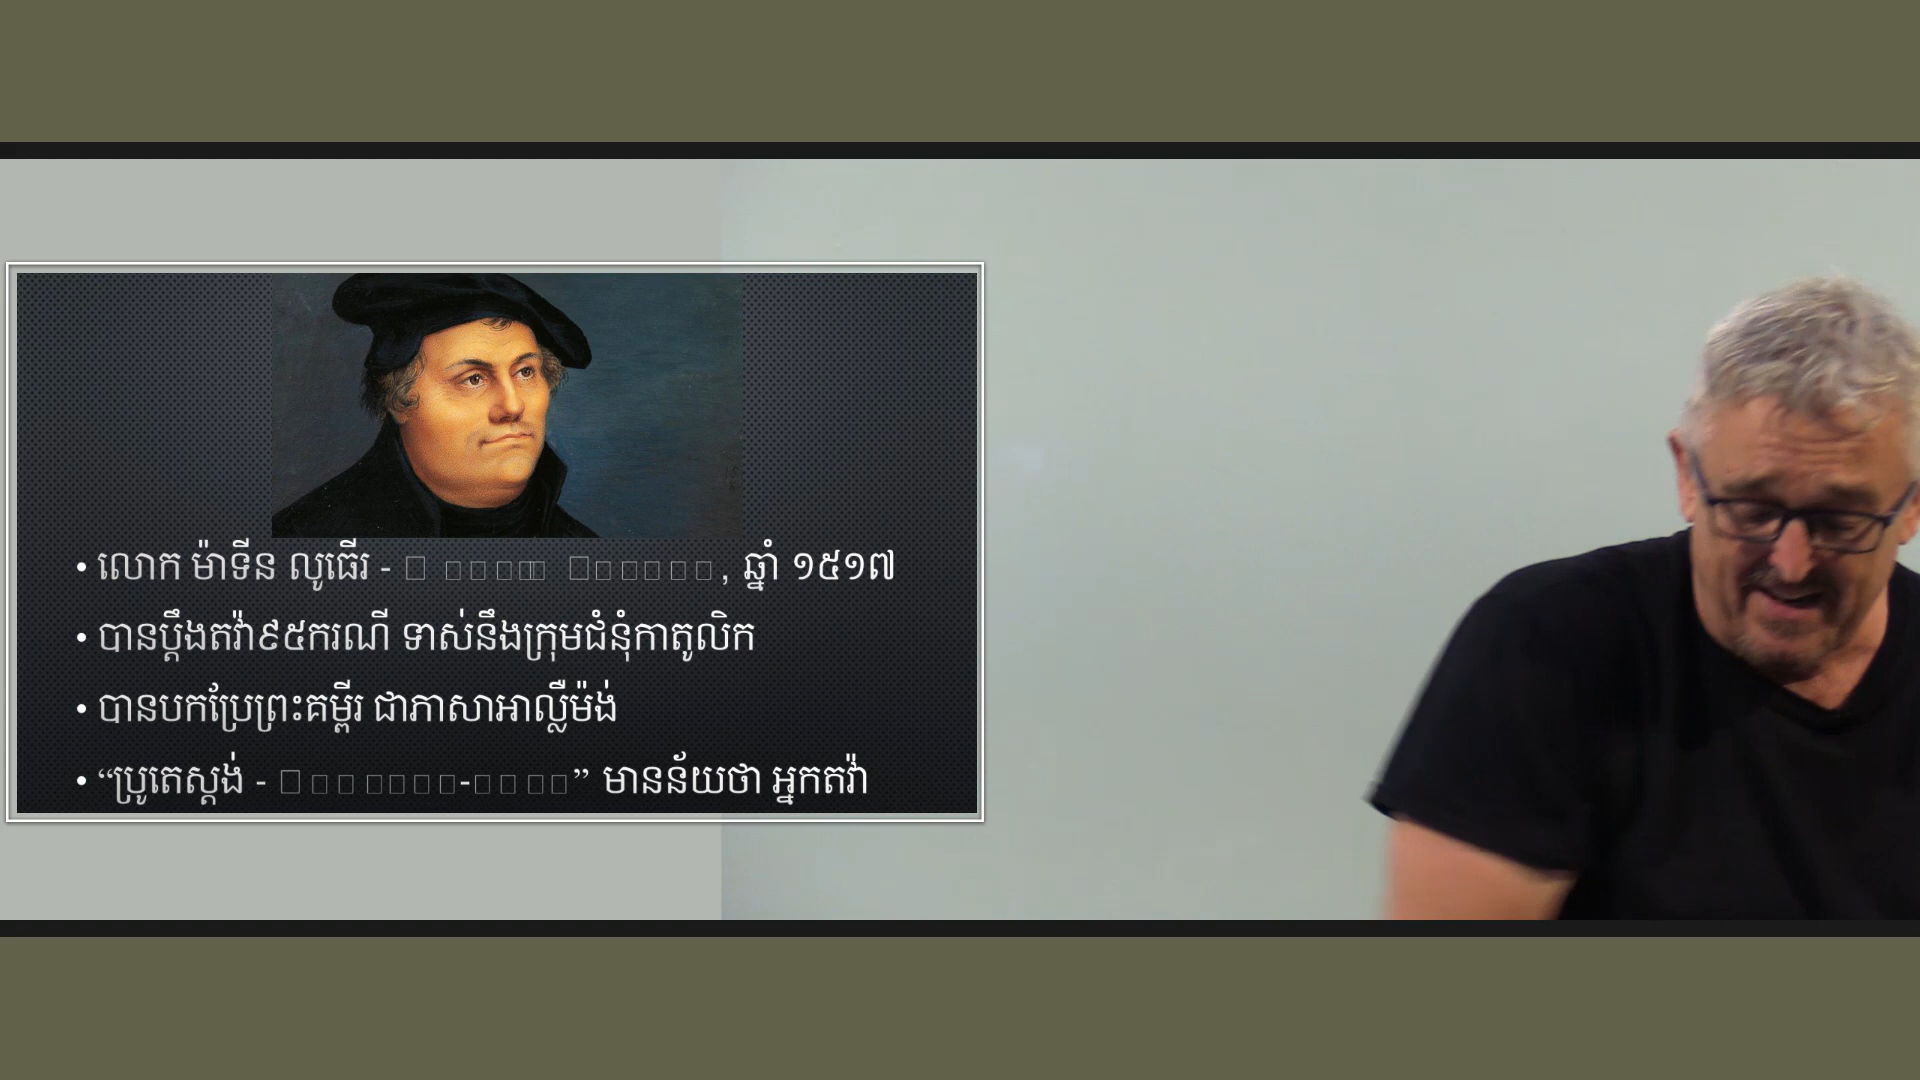 • លោក ម៉ាទីន លូធើរ - , ឆ្នាំ ១៥១៧
• បានប្ដឹងតវ៉ា៩៥ករណី ទាស់នឹងក្រុមជំនុំកាតូលិក
• បានបកប្រែព្រះគម្ពីរ ជាភាសាអាល្លឺម៉ង់
• “ប្រូតេស្តង់ - ” មានន័យថា អ្នកតវ៉ា